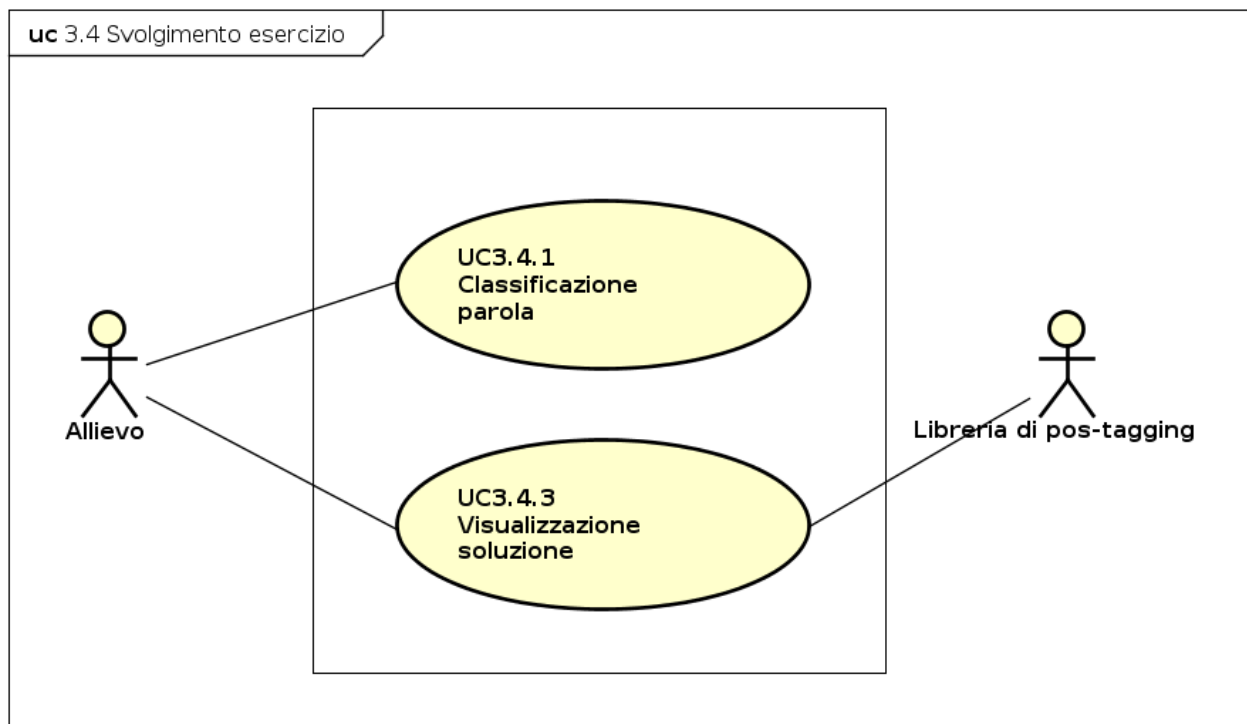 uc 3.4 Svolgimento esercizio
UC3.4.1
Classificazione
parola
Allievo
Libreria di pos-tagging
UC3.4.3
Visualizzazione
soluzione